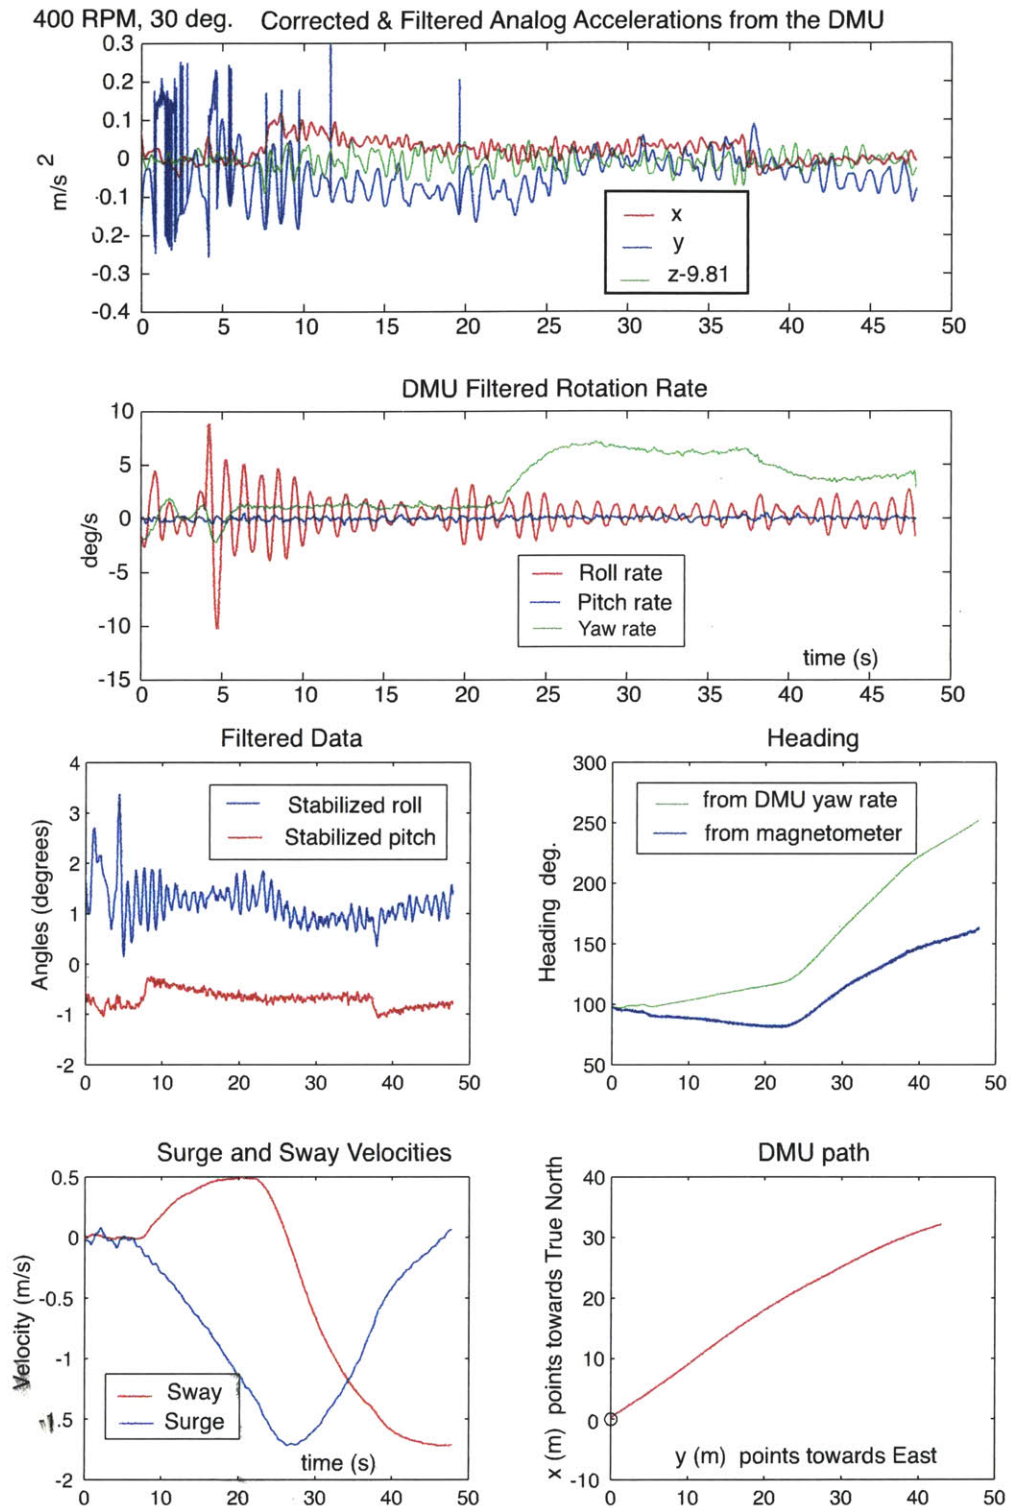 400 RPM, 30 deg. Corrected & Filtered Analog Accelerations from the DMU
0.3
0.2
0.1
0
-0.1
0.2-
-0.3
-0.4
m/s 2
x
y
z-9.81
0 5 10 15 20 25 30 35 40 45 50
DMU Filtered Rotation Rate
10
5
0
-5
-10
-15
deg/s
Roll rate
Pitch rate
Yaw rate
time (s)
0 5 10 15 20 25 30 35 40 45 50
Filtered Data
4
3
2
1
0
-1
-2
Angles (degrees)
Stabilized roll
Stabilized pitch
0 10 20 30 40 50
Heading
300
250
200
150
100
50
Heading deg.
from DMU yaw rate
from magnetometer
0 10 20 30 40 50
Surge and Sway Velocities
0.5
0
-0.5
-1
1.5
-2
Velocity (m/s)
Sway
Surge
time (s)
0 10 20 30 40 50
DMU path
40
30
20
10
0
-10
x (m) points towards True North
y (m) points towards East
0 10 20 30 40 50